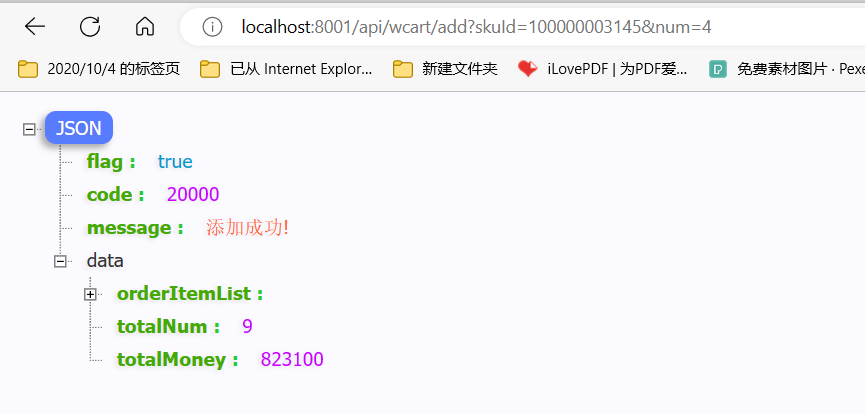 localhost:8001/api/wcart/add?skuId=100000003145&num=4
2020/10/4 的标签页 已从 Internet Explor... 新建文件夹 iLovePDF | 为PDF爱... 免费素材图片 · Pexe
JSON
flag : true
code : 20000
message : 添加成功!
data
orderItemList :
totalNum : 9
totalMoney : 823100